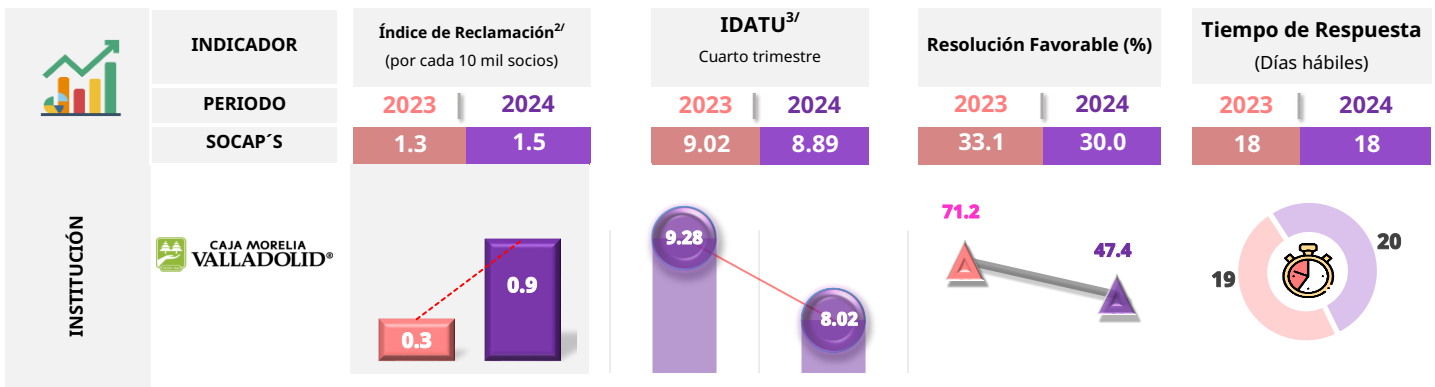 INDICADOR
Índice de Reclamación2/
(por cada 10 mil socios)
IDATU3/
Cuarto trimestre
Resolución Favorable (%)
Tiempo de Respuesta
(Días hábiles)
PERIODO
2023 2024
2023 2024
2023 2024
2023 2024
SOCAP´S
1.3 1.5
9.02 8.89
33.1 30.0
18 18
INSTITUCIÓN
CAJA MORELIA
VALLADOLID®
0.3
0.9
9.28
8.02
71.2
47.4
19
20